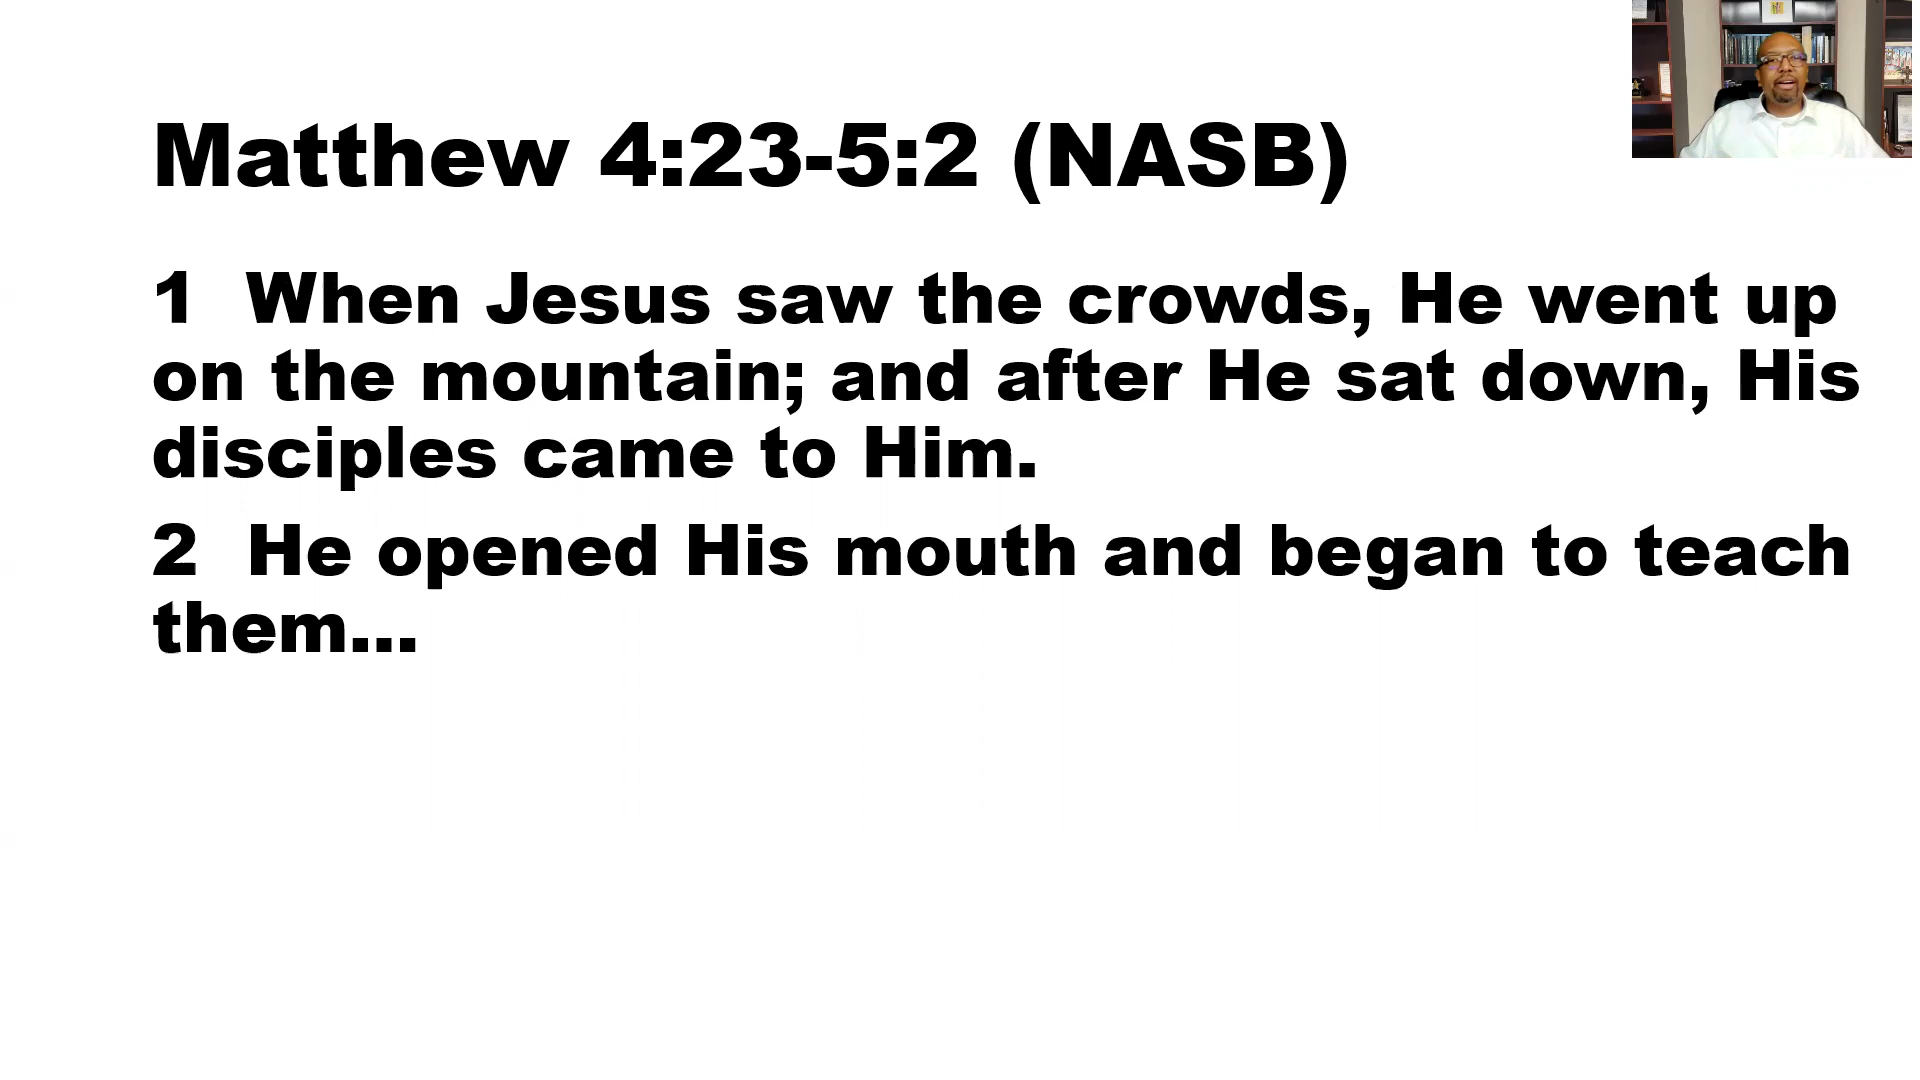 Matthew 4:23-5:2 (NASB)
1  When Jesus saw the crowds, He went up
on the mountain; and after He sat down, His
disciples came to Him.
2  He opened His mouth and began to teach
them...